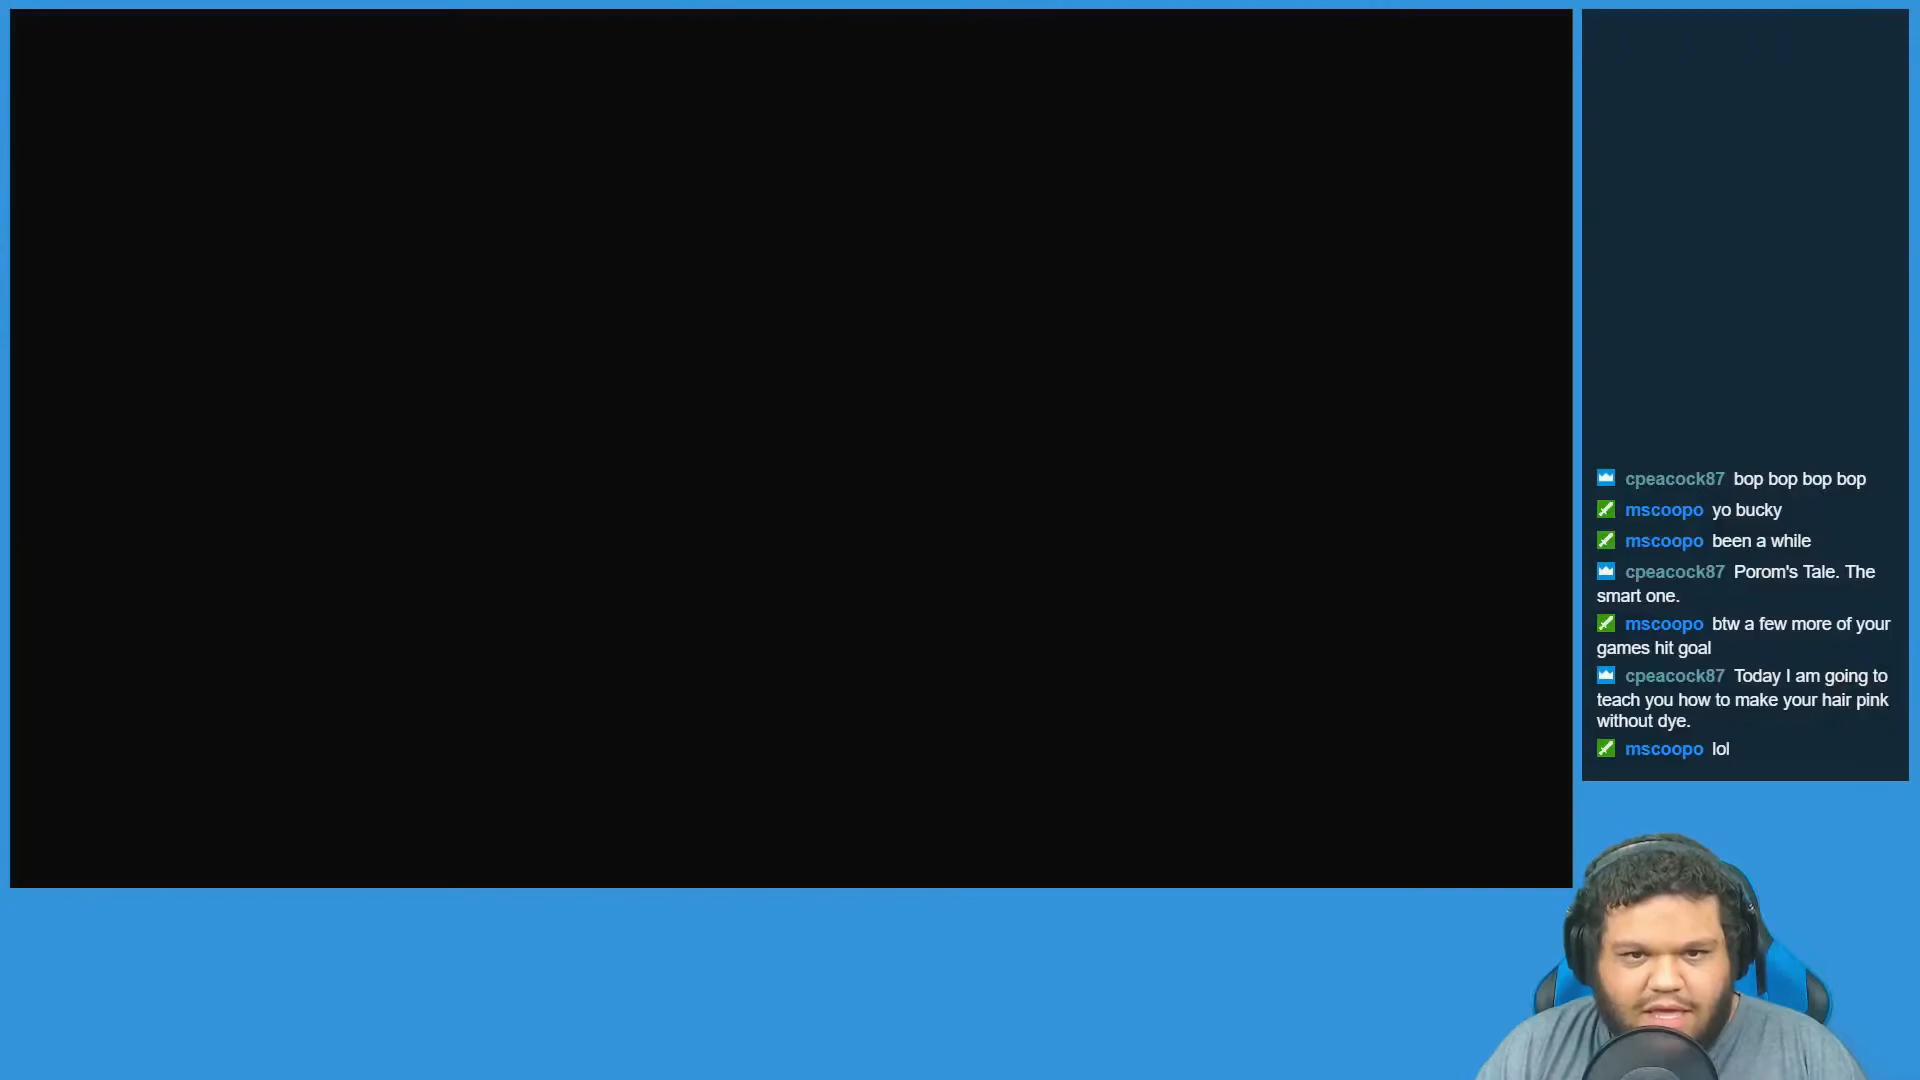 cpeacock87 bop bop bop bop
mscoopo yo bucky
mscoopo been a while
cpeacock87 Porom's Tale. The
smart one.
mscoopo btw a few more of your
games hit goal
cpeacock87 Today I am going to
teach you how to make your hair pink
without dye.
mscoopo lol